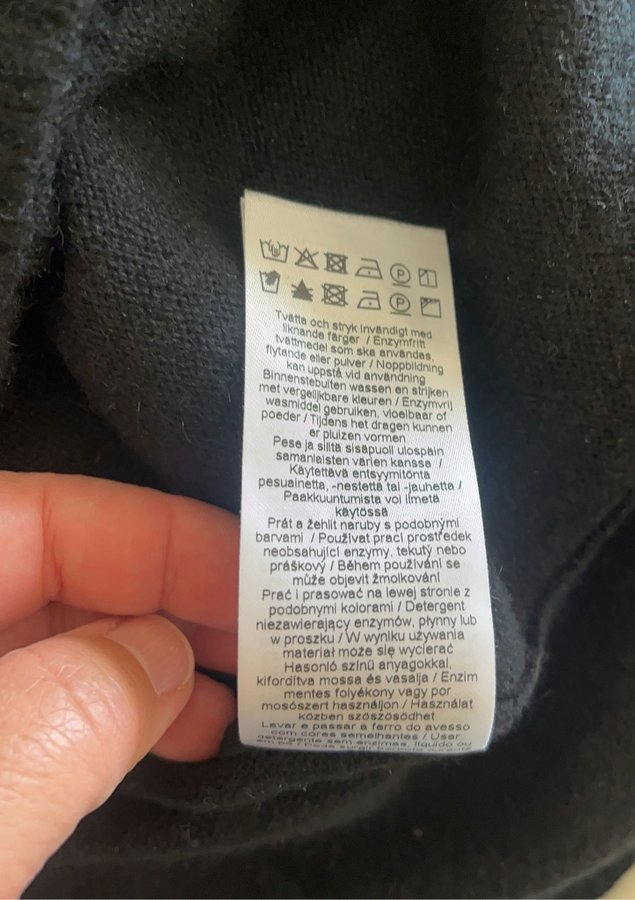 P
P
Tvätta och stryk invändigt med
liknande färger / Enzymfritt
tvättmedel som ska användas,
flytande eller pulver / Noppbildning
kan uppstå vid användning
Binnenstebuiten wassen en strijken
met vergelijkbare kleuren / Enzymvrij
wasmiddel gebruiken, vloeibaar of
poeder / Tijdens het dragen kunnen
er pluizen vormen
Pese ja silitä sisäpuoli ulospäin
samanlaisten värien kanssa /
Käytettävä entsyymitöntä
pesuainetta, -nestettä tai -jauhetta /
Paakkuuntumista voi ilmetä
käytössä
Prát a žehlit naruby s podobnými
barvami / Používat prací prostředek
neobsahující enzymy, tekutý nebo
práškový / Během používání se
může objevit žmolkování
Prać i prasować na lewej stronie z
podobnymi kolorami / Detergent
niezawierający enzymów, płynny lub
w proszku / W wyniku używania
materiał może się wycierać
Hasonló színű anyagokkal,
kifordítva mossa és vasalja / Enzim
mentes folyékony vagy por
mosószert használjon / Használat
közben szöszösödhet
Lavar e passar a ferro do avesso
com cores semelhantes / Usar
detergente sem enzimas, líquido ou